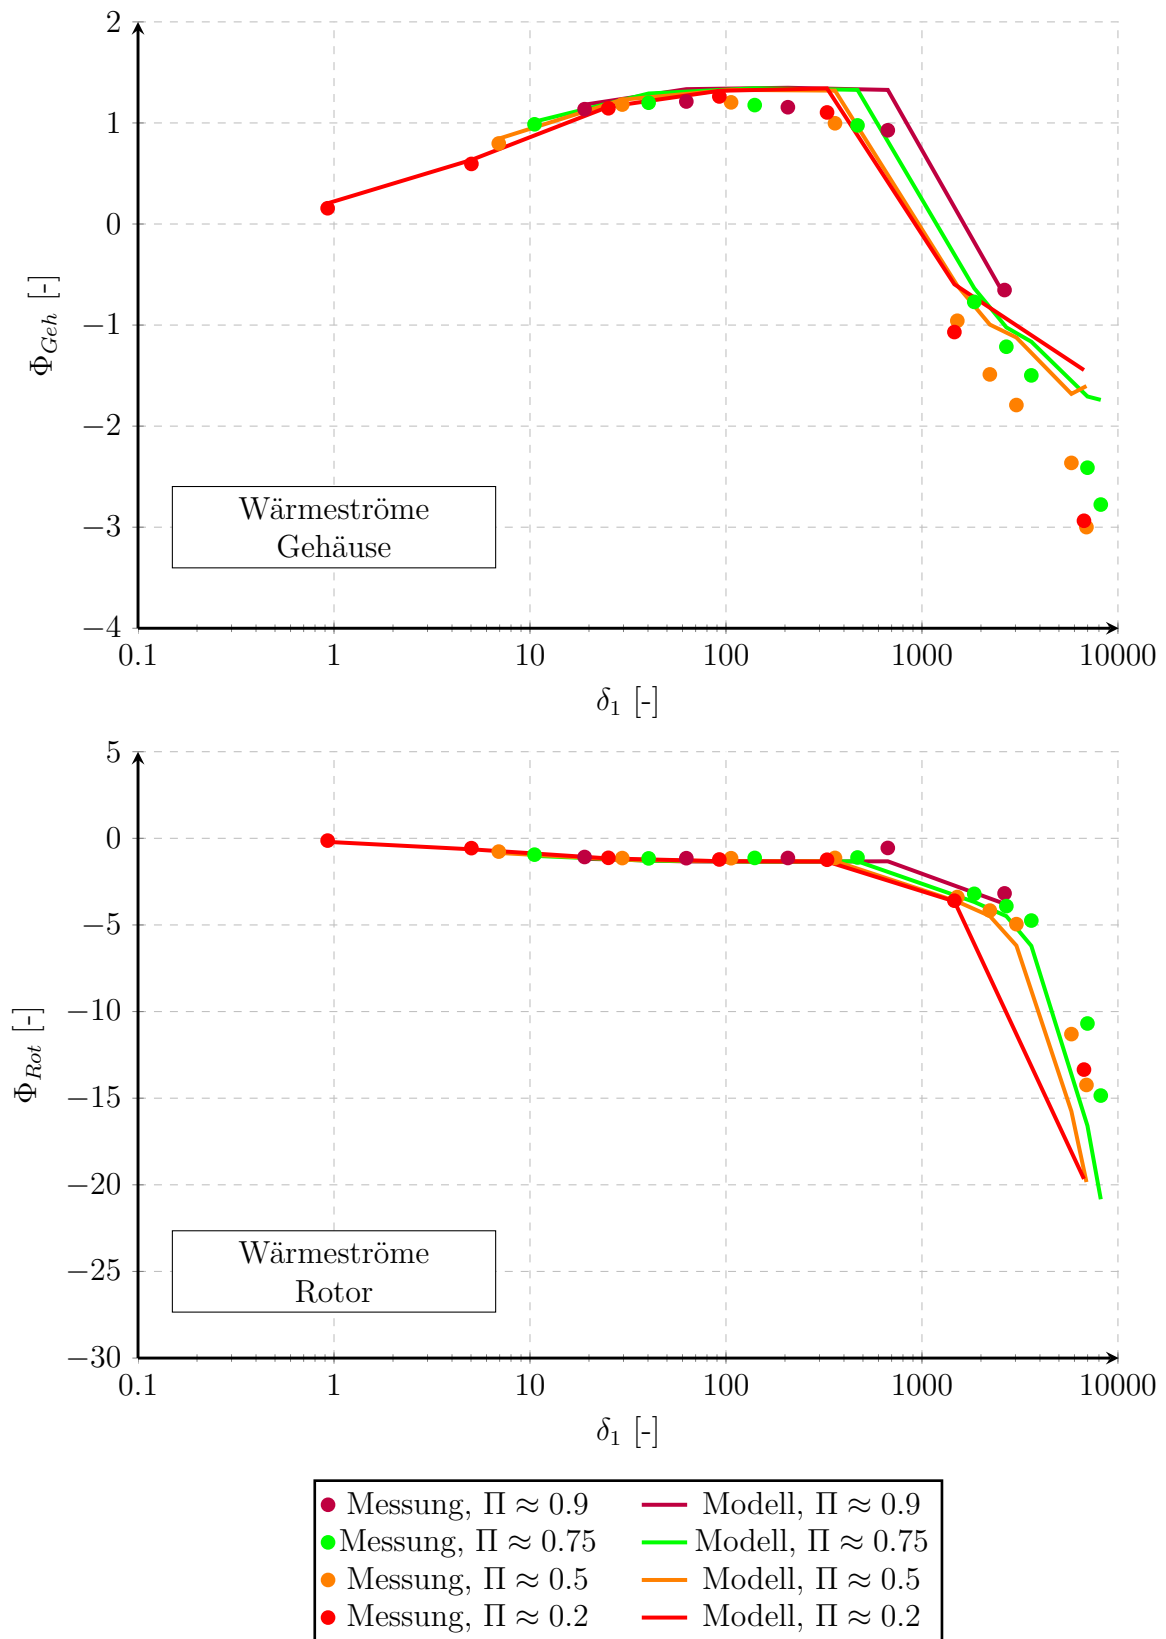 2
1
0
−1
−2
−3
−4
Φ_Geh [-]
Wärmeströme
Gehäuse
0.1 1 10 100 1000 10000
δ₁ [-]
5
0
−5
−10
−15
−20
−25
−30
Φ_Rot [-]
Wärmeströme
Rotor
0.1 1 10 100 1000 10000
δ₁ [-]
Messung, Π ≈ 0.9 Modell, Π ≈ 0.9
Messung, Π ≈ 0.75 Modell, Π ≈ 0.75
Messung, Π ≈ 0.5 Modell, Π ≈ 0.5
Messung, Π ≈ 0.2 Modell, Π ≈ 0.2